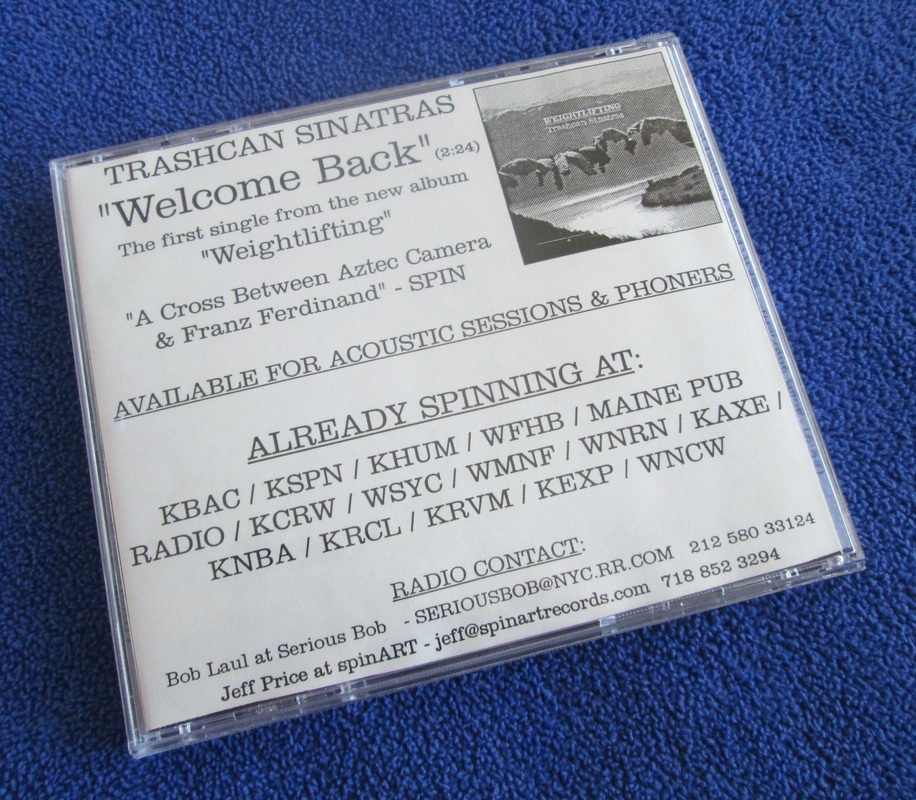 TRASHCAN SINATRAS
"Welcome Back" (2:24)
The first single from the new album
"Weightlifting"
WEIGHTLIFTING
Trashcan Sinatras
"A Cross Between Aztec Camera
& Franz Ferdinand" - SPIN
AVAILABLE FOR ACOUSTIC SESSIONS & PHONERS
ALREADY SPINNING AT:
KBAC / KSPN / KHUM / WFHB / MAINE PUB
RADIO / KCRW / WSYC / WMNF / WNRN / KAXE /
KNBA / KRCL / KRVM / KEXP / WNCW
RADIO CONTACT:
Bob Laul at Serious Bob - SERIOUSBOB@NYC.RR.COM 212 580 33124
Jeff Price at spinART - jeff@spinartrecords.com 718 852 3294